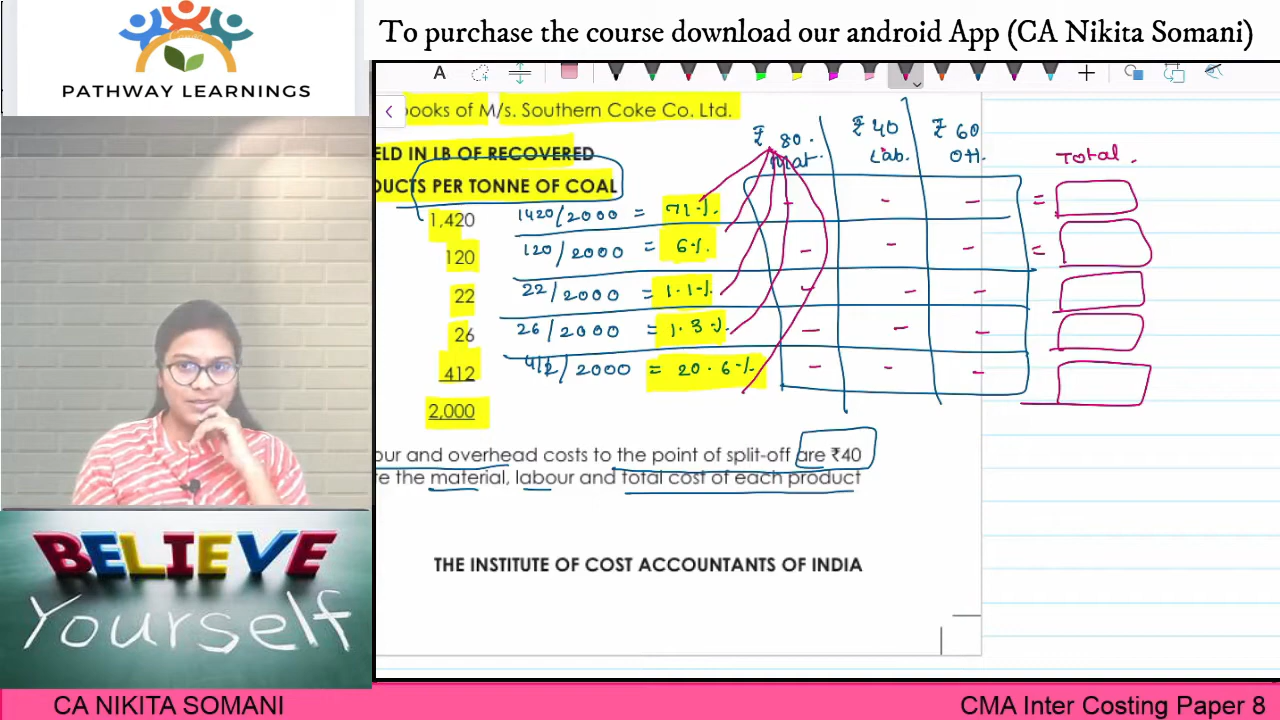 To purchase the course download our android App (CA Nikita Somani)
PATHWAY LEARNINGS
A
books of M/s. Southern Coke Co. Ltd.
ELD IN LB OF RECOVERED
DUCTS PER TONNE OF COAL
₹ 80. Mat. ₹ 40 Lab. ₹ 60 OH. Total.
1,420 1420/2000 = 71% - - - =
120 120/2000 = 6% - - - =
22 22/2000 = 1.1% - - -
26 26/2000 = 1.3% - - -
412 412/2000 = 20.6% - - -
2,000
our and overhead costs to the point of split-off are ₹40
te the material, labour and total cost of each product
THE INSTITUTE OF COST ACCOUNTANTS OF INDIA
BELIEVE
Yourself
CA NIKITA SOMANI
CMA Inter Costing Paper 8